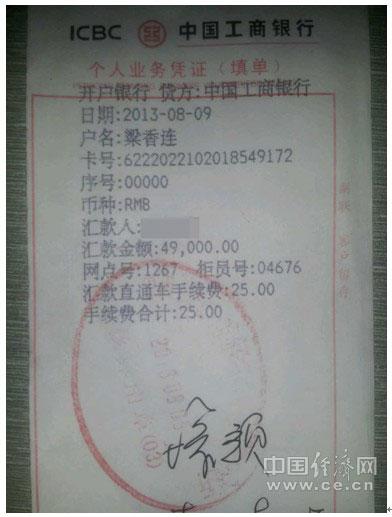 ICBC 中国工商银行
个人业务凭证（填单）
开户银行 贷方:中国工商银行
日期:2013-08-09
户名:梁香连
卡号:6222022102018549172
序号:00000
币种:RMB
汇款人:
汇款金额:49,000.00
网点号:1267 柜员号:04676
汇款直通车手续费:25.00
手续费合计:25.00
中国经济网
www.ce.cn